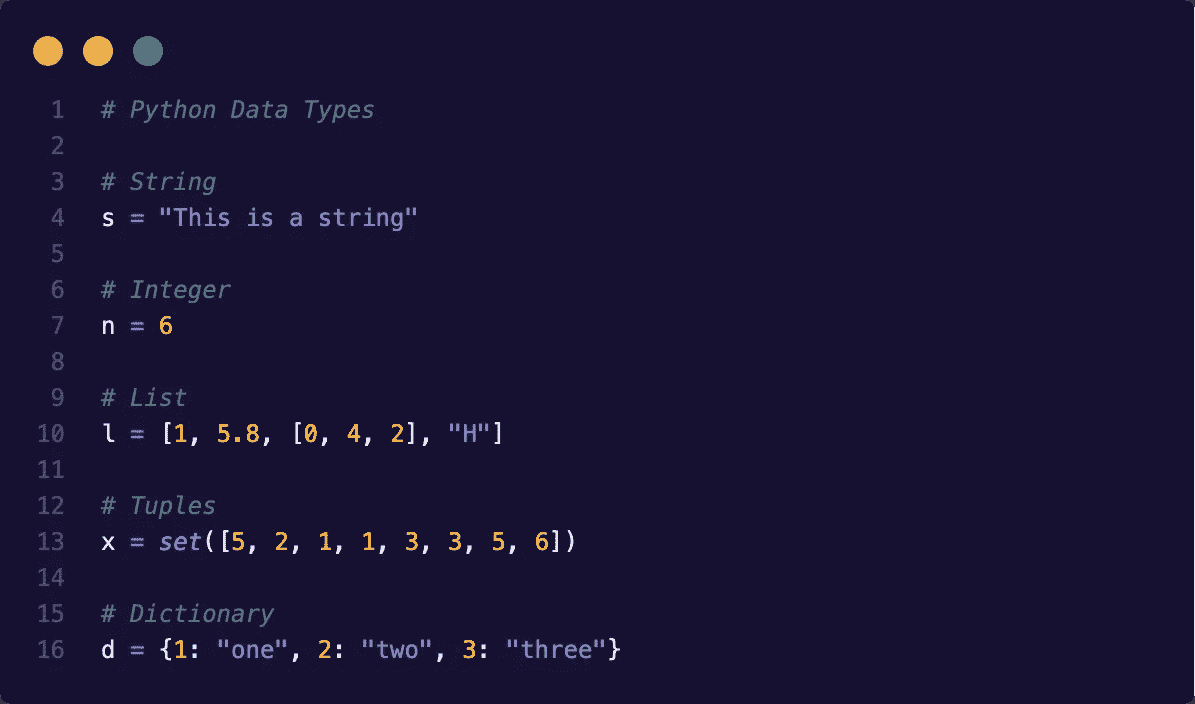 1 # Python Data Types
2
3 # String
4 s = "This is a string"
5
6 # Integer
7 n = 6
8
9 # List
10 l = [1, 5.8, [0, 4, 2], "H"]
11
12 # Tuples
13 x = set([5, 2, 1, 1, 3, 3, 5, 6])
14
15 # Dictionary
16 d = {1: "one", 2: "two", 3: "three"}